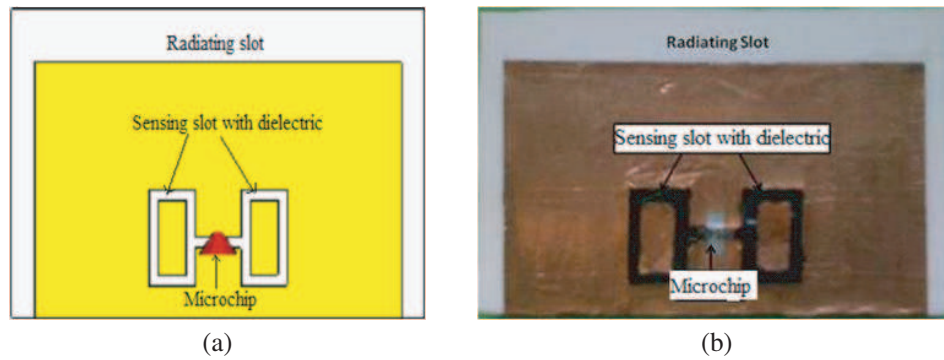 Radiating slot
Sensing slot with dielectric
Microchip
(a)
Radiating Slot
Sensing slot with dielectric
Microchip
(b)